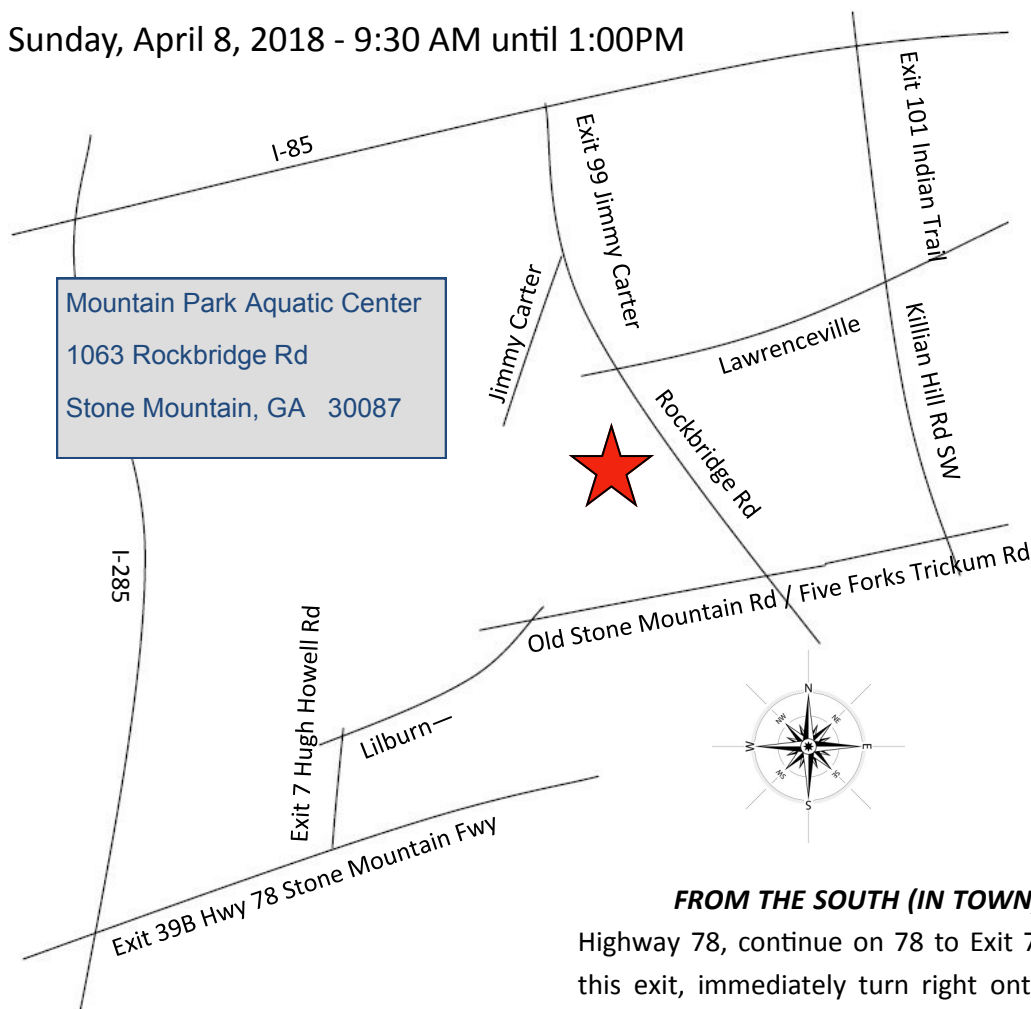 Sunday, April 8, 2018 - 9:30 AM until 1:00PM
I-85
Exit 99 Jimmy Carter
Exit 101 Indian Trail
Mountain Park Aquatic Center
1063 Rockbridge Rd
Stone Mountain, GA 30087
Jimmy Carter
Lawrenceville
Killian Hill Rd SW
Rockbridge Rd
I-285
Old Stone Mountain Rd / Five Forks Trickum Rd
Exit 7 Hugh Howell Rd
Lilburn—
Exit 39B Hwy 78 Stone Mountain Fwy
N
NW
NE
W
E
SW
SE
S
FROM THE SOUTH (IN TOWN
Highway 78, continue on 78 to Exit 7
this exit, immediately turn right ont